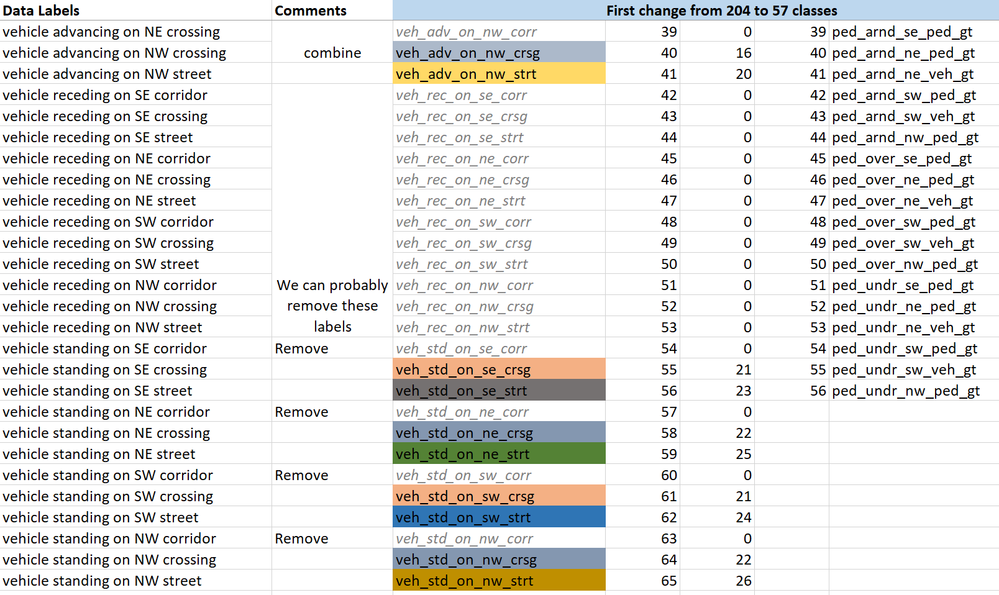 Data Labels Comments First change from 204 to 57 classes
vehicle advancing on NE crossing veh_adv_on_nw_corr 39 0 39 ped_arnd_se_ped_gt
vehicle advancing on NW crossing combine veh_adv_on_nw_crsg 40 16 40 ped_arnd_ne_ped_gt
vehicle advancing on NW street veh_adv_on_nw_strt 41 20 41 ped_arnd_ne_veh_gt
vehicle receding on SE corridor veh_rec_on_se_corr 42 0 42 ped_arnd_sw_ped_gt
vehicle receding on SE crossing veh_rec_on_se_crsg 43 0 43 ped_arnd_sw_veh_gt
vehicle receding on SE street veh_rec_on_se_strt 44 0 44 ped_arnd_nw_ped_gt
vehicle receding on NE corridor veh_rec_on_ne_corr 45 0 45 ped_over_se_ped_gt
vehicle receding on NE crossing veh_rec_on_ne_crsg 46 0 46 ped_over_ne_ped_gt
vehicle receding on NE street veh_rec_on_ne_strt 47 0 47 ped_over_ne_veh_gt
vehicle receding on SW corridor veh_rec_on_sw_corr 48 0 48 ped_over_sw_ped_gt
vehicle receding on SW crossing veh_rec_on_sw_crsg 49 0 49 ped_over_sw_veh_gt
vehicle receding on SW street veh_rec_on_sw_strt 50 0 50 ped_over_nw_ped_gt
vehicle receding on NW corridor We can probably veh_rec_on_nw_corr 51 0 51 ped_undr_se_ped_gt
vehicle receding on NW crossing remove these veh_rec_on_nw_crsg 52 0 52 ped_undr_ne_ped_gt
vehicle receding on NW street labels veh_rec_on_nw_strt 53 0 53 ped_undr_ne_veh_gt
vehicle standing on SE corridor Remove veh_std_on_se_corr 54 0 54 ped_undr_sw_ped_gt
vehicle standing on SE crossing veh_std_on_se_crsg 55 21 55 ped_undr_sw_veh_gt
vehicle standing on SE street veh_std_on_se_strt 56 23 56 ped_undr_nw_ped_gt
vehicle standing on NE corridor Remove veh_std_on_ne_corr 57 0
vehicle standing on NE crossing veh_std_on_ne_crsg 58 22
vehicle standing on NE street veh_std_on_ne_strt 59 25
vehicle standing on SW corridor Remove veh_std_on_sw_corr 60 0
vehicle standing on SW crossing veh_std_on_sw_crsg 61 21
vehicle standing on SW street veh_std_on_sw_strt 62 24
vehicle standing on NW corridor Remove veh_std_on_nw_corr 63 0
vehicle standing on NW crossing veh_std_on_nw_crsg 64 22
vehicle standing on NW street veh_std_on_nw_strt 65 26